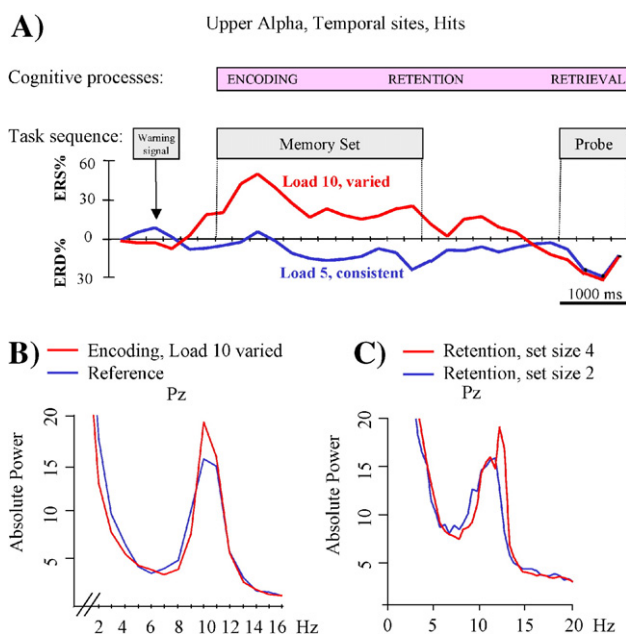 A) Upper Alpha, Temporal sites, Hits
Cognitive processes: ENCODING RETENTION RETRIEVAL
Task sequence: Warning signal Memory Set Probe
ERS%
60
30
0
ERD%
30
Load 10, varied
Load 5, consistent
1000 ms
B) Encoding, Load 10 varied
Reference
Pz
Absolute Power
20
15
10
5
2 4 6 8 10 12 14 16 Hz
C) Retention, set size 4
Retention, set size 2
Pz
Absolute Power
20
15
10
5
0 5 10 15 20
Hz